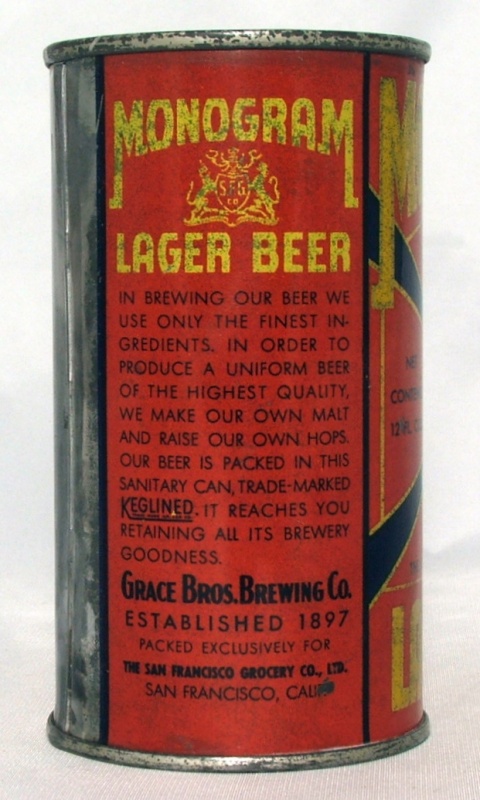 MONOGRAM
S.F.G.
CO
LAGER BEER
IN BREWING OUR BEER WE
USE ONLY THE FINEST IN-
GREDIENTS. IN ORDER TO
PRODUCE A UNIFORM BEER
OF THE HIGHEST QUALITY,
WE MAKE OUR OWN MALT
AND RAISE OUR OWN HOPS.
OUR BEER IS PACKED IN THIS
SANITARY CAN, TRADE-MARKED
KEGLINED. IT REACHES YOU
RETAINING ALL ITS BREWERY
GOODNESS.
GRACE BROS. BREWING CO.
ESTABLISHED 1897
PACKED EXCLUSIVELY FOR
THE SAN FRANCISCO GROCERY CO., LTD.
SAN FRANCISCO, CALIF
NET
12 FL.